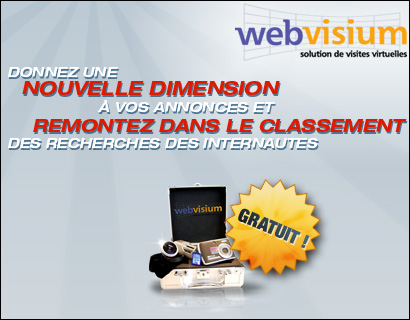 webvisium
solution de visites virtuelles
DONNEZ UNE
NOUVELLE DIMENSION
À VOS ANNONCES ET
REMONTEZ DANS LE CLASSEMENT
DES RECHERCHES DES INTERNAUTES
webvisium
GRATUIT !